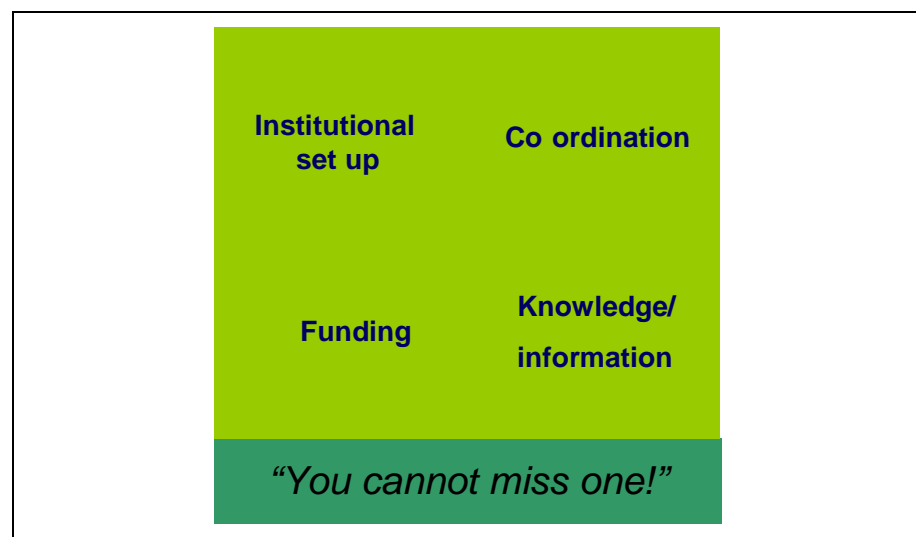 Institutional
set up
Co ordination
Funding
Knowledge/
information
“You cannot miss one!”